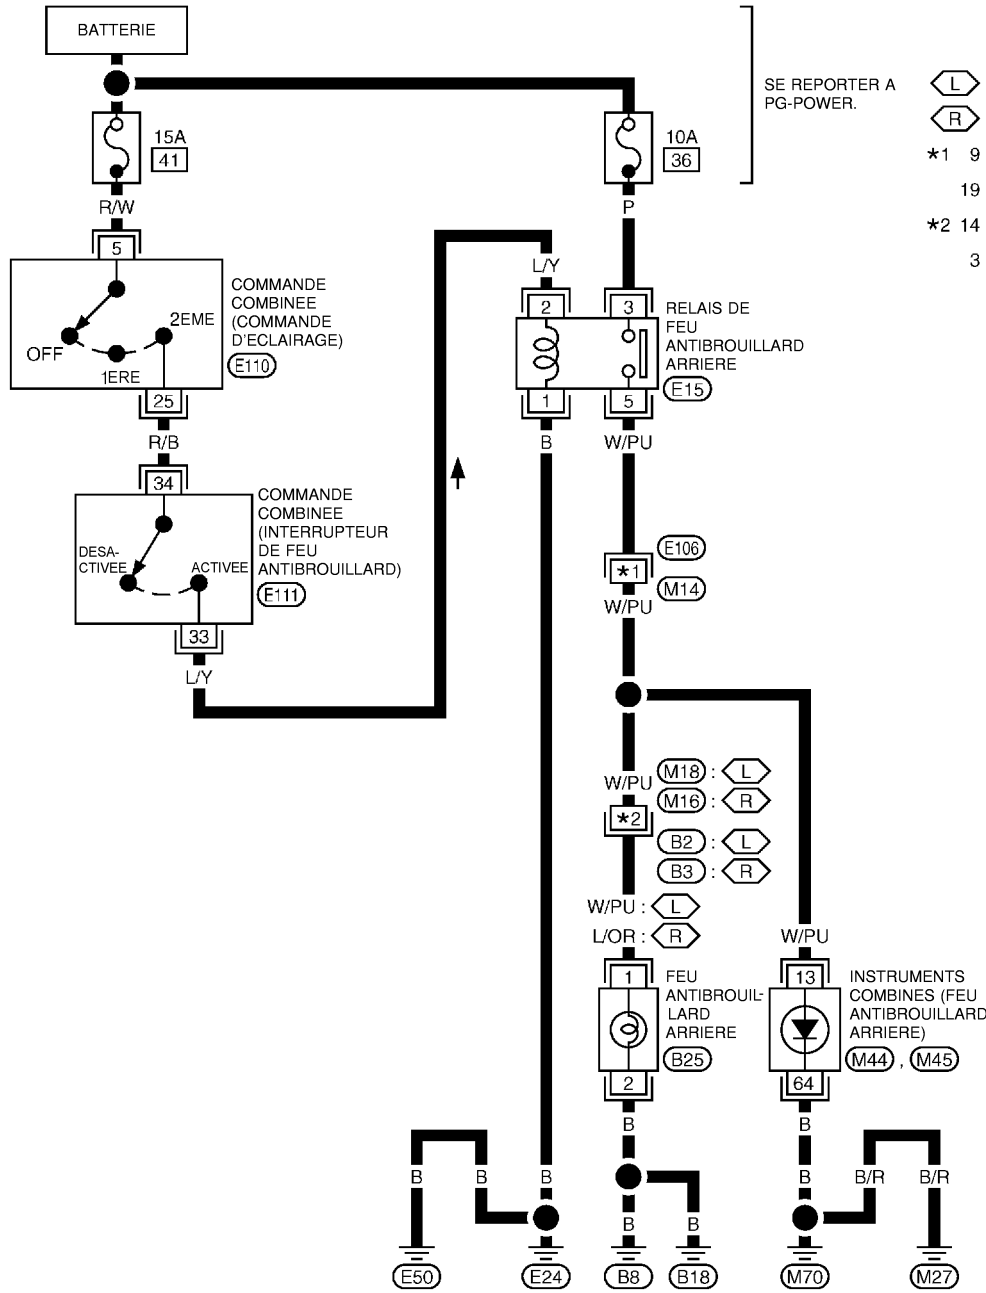 BATTERIE
SE REPORTER A
PG-POWER.
L
R
*1 9
19
*2 14
3
15A
41
10A
36
R/W
P
5
COMMANDE
COMBINEE
(COMMANDE
D'ECLAIRAGE)
E110
OFF
1ERE
2EME
25
R/B
34
COMMANDE
COMBINEE
(INTERRUPTEUR
DE FEU
ANTIBROUILLARD)
E111
DESA-
CTIVEE
ACTIVEE
33
L/Y
L/Y
2
3
RELAIS DE
FEU
ANTIBROUILLARD
ARRIERE
E15
1
5
B
W/PU
E106
*1
M14
W/PU
W/PU
M18 : L
M16 : R
*2
B2 : L
B3 : R
W/PU : L
L/OR : R
W/PU
1
FEU
ANTIBROUIL-
LARD
ARRIERE
B25
2
13
INSTRUMENTS
COMBINES (FEU
ANTIBROUILLARD
ARRIERE)
M44 , M45
64
B
B
B
B
B
B
B/R
B/R
B
B
E50
E24
B8
B18
M70
M27